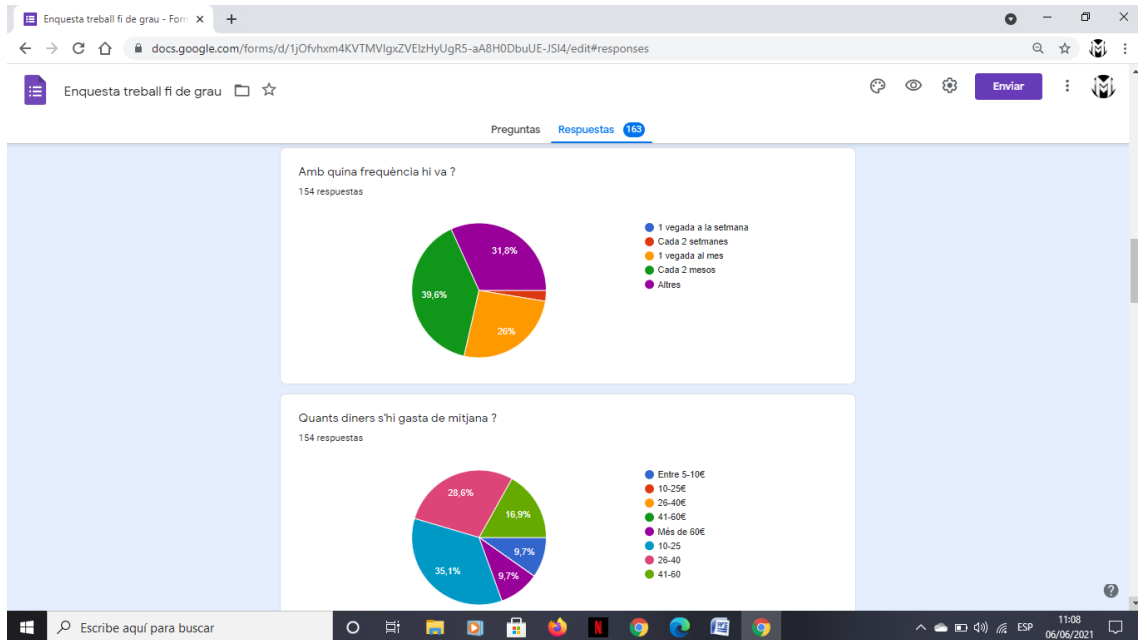 Enquesta treball fi de grau - Form
docs.google.com/forms/d/1jOfvhxm4KVTMVIgxZVElzHyUgR5-aA8H0DbuUE-JSI4/edit#responses
Enquesta treball fi de grau
Enviar
Preguntas Respuestas 163
Amb quina freqüència hi va ?
154 respuestas
31,8%
39,6%
26%
1 vegada a la setmana
Cada 2 setmanes
1 vegada al mes
Cada 2 mesos
Altres
Quants diners s'hi gasta de mitjana ?
154 respuestas
28,6%
16,9%
9,7%
35,1%
9,7%
Entre 5-10€
10-25€
26-40€
41-60€
Més de 60€
10-25
26-40
41-60
Escribe aquí para buscar
ESP
11:08
06/06/2021